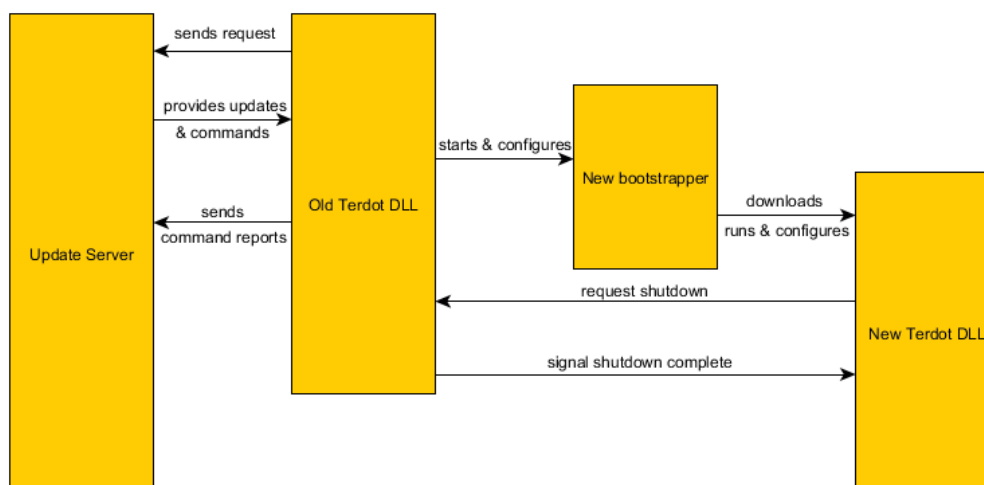 sends request
provides updates
& commands
starts & configures
New bootstrapper
Old Terdot DLL
downloads
runs & configures
sends
command reports
Update Server
request shutdown
New Terdot DLL
signal shutdown complete